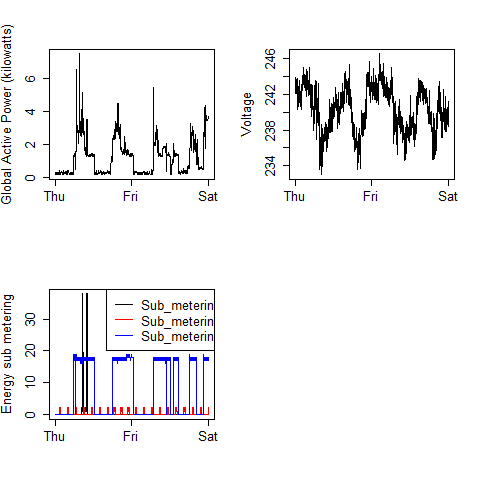 Global Active Power (kilowatts)
0 2 4 6
Thu Fri Sat
Voltage
234 238 242 246
Thu Fri Sat
Energy sub metering
0 10 20 30
Thu Fri Sat
Sub_meterin
Sub_meterin
Sub_meterin